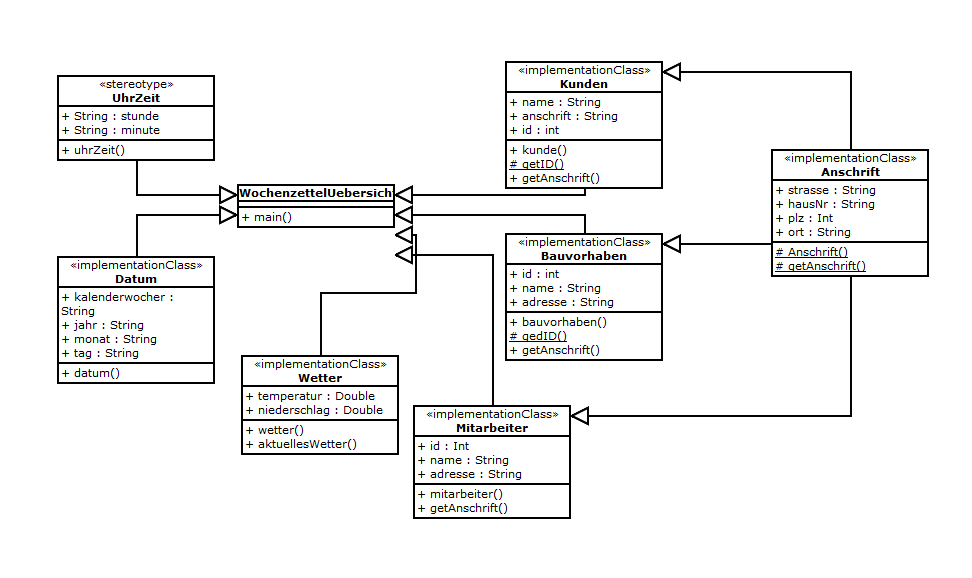 «stereotype»
UhrZeit
+ String : stunde
+ String : minute
+ uhrZeit()
WochenzettelUebersich
+ main()
«implementationClass»
Datum
+ kalenderwocher :
String
+ jahr : String
+ monat : String
+ tag : String
+ datum()
«implementationClass»
Wetter
+ temperatur : Double
+ niederschlag : Double
+ wetter()
+ aktuellesWetter()
«implementationClass»
Kunden
+ name : String
+ anschrift : String
+ id : int
+ kunde()
# getID()
+ getAnschrift()
«implementationClass»
Bauvorhaben
+ id : int
+ name : String
+ adresse : String
+ bauvorhaben()
# gedID()
+ getAnschrift()
«implementationClass»
Mitarbeiter
+ id : Int
+ name : String
+ adresse : String
+ mitarbeiter()
+ getAnschrift()
«implementationClass»
Anschrift
+ strasse : String
+ hausNr : String
+ plz : Int
+ ort : String
# Anschrift()
# getAnschrift()